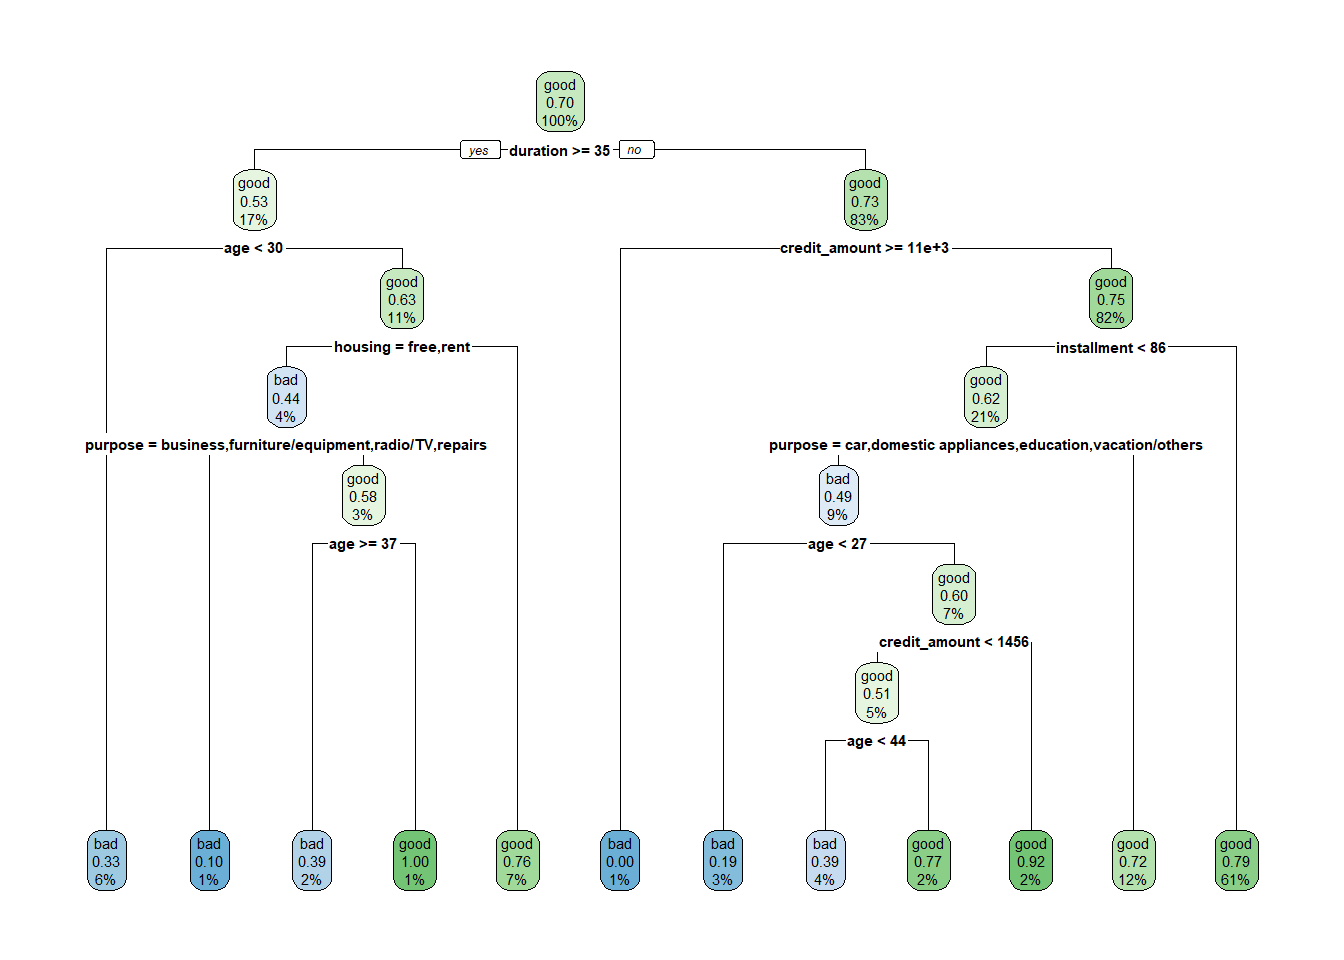 good
0.70
100%
yes duration >= 35 no
good
0.53
17%
good
0.73
83%
age < 30
credit_amount >= 11e+3
good
0.63
11%
good
0.75
82%
housing = free,rent
installment < 86
bad
0.44
4%
good
0.62
21%
purpose = business,furniture/equipment,radio/TV,repairs
purpose = car,domestic appliances,education,vacation/others
good
0.58
3%
bad
0.49
9%
age >= 37
age < 27
good
0.60
7%
credit_amount < 1456
good
0.51
5%
age < 44
bad
0.33
6%
bad
0.10
1%
bad
0.39
2%
good
1.00
1%
good
0.76
7%
bad
0.00
1%
bad
0.19
3%
bad
0.39
4%
good
0.77
2%
good
0.92
2%
good
0.72
12%
good
0.79
61%